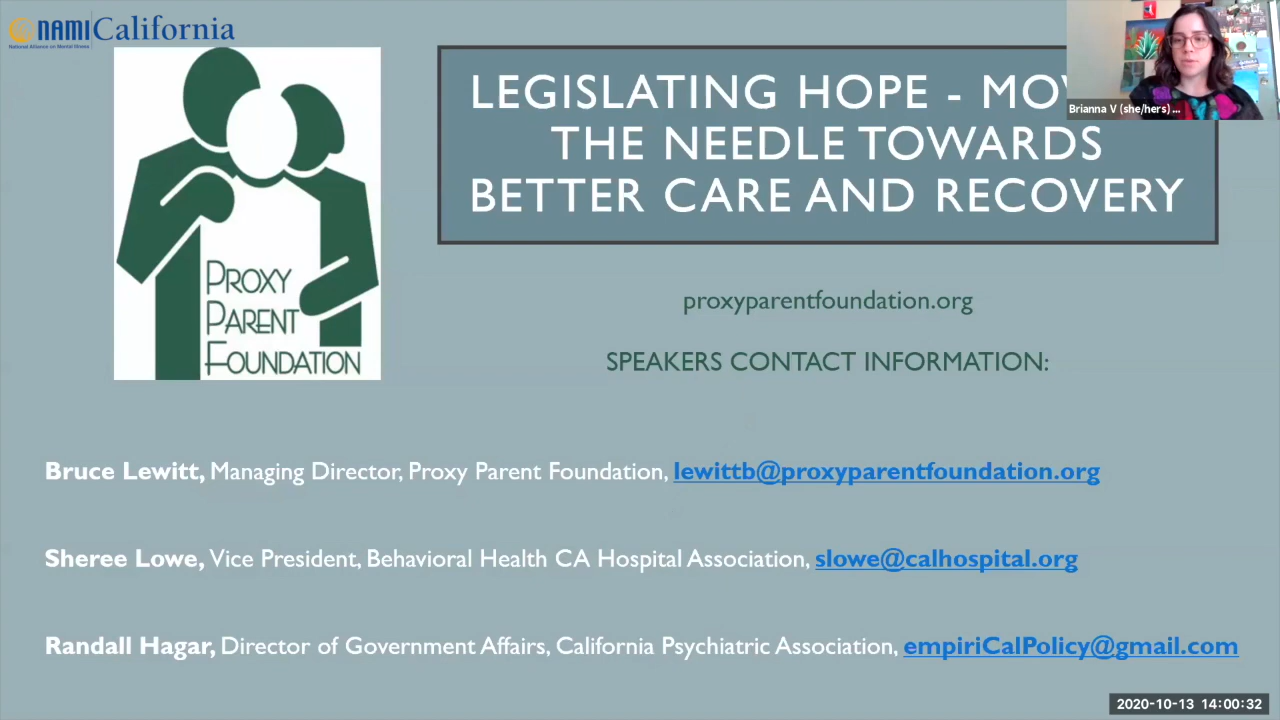 NAMI California
National Alliance on Mental Illness
PROXY
PARENT
FOUNDATION
LEGISLATING HOPE - MOV
THE NEEDLE TOWARDS
BETTER CARE AND RECOVERY
Brianna V (she/hers) ...
proxyparentfoundation.org
SPEAKERS CONTACT INFORMATION:
Bruce Lewitt, Managing Director, Proxy Parent Foundation, lewittb@proxyparentfoundation.org
Sheree Lowe, Vice President, Behavioral Health CA Hospital Association, slowe@calhospital.org
Randall Hagar, Director of Government Affairs, California Psychiatric Association, empiriCalPolicy@gmail.com
2020-10-13 14:00:32